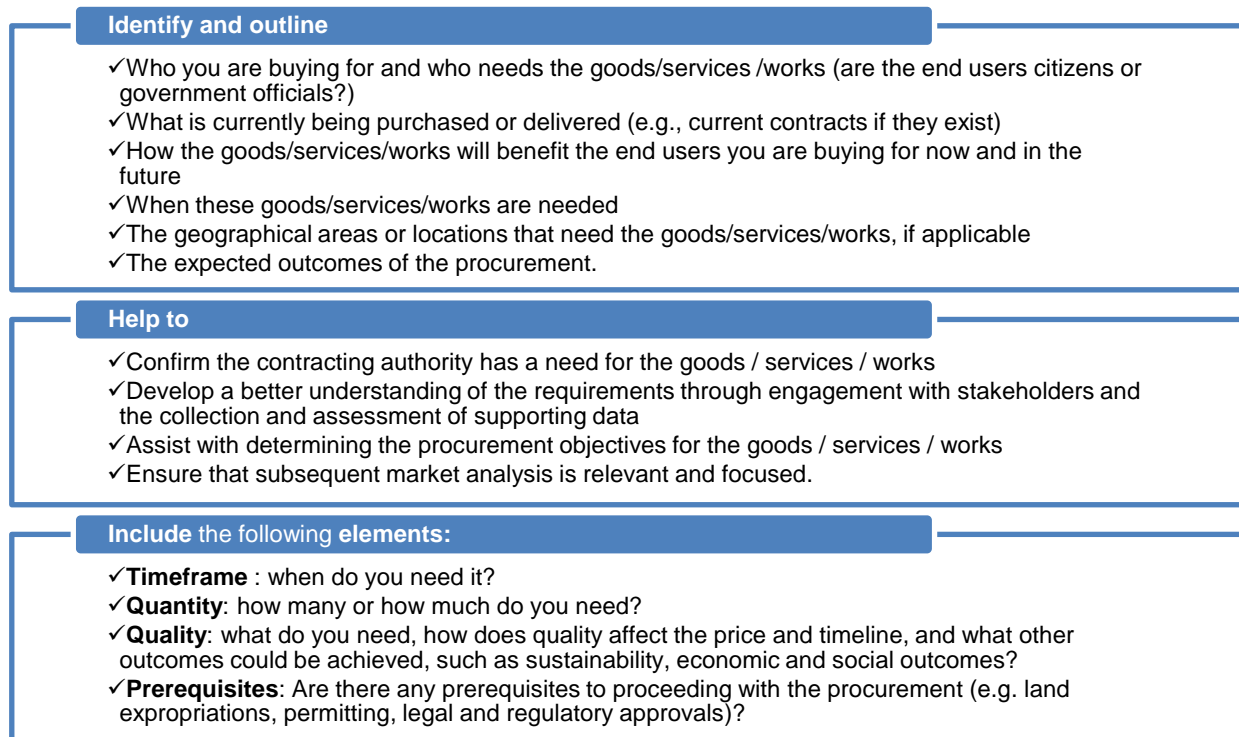 Identify and outline
✓Who you are buying for and who needs the goods/services /works (are the end users citizens or
government officials?)
✓What is currently being purchased or delivered (e.g., current contracts if they exist)
✓How the goods/services/works will benefit the end users you are buying for now and in the
future
✓When these goods/services/works are needed
✓The geographical areas or locations that need the goods/services/works, if applicable
✓The expected outcomes of the procurement.
Help to
✓Confirm the contracting authority has a need for the goods / services / works
✓Develop a better understanding of the requirements through engagement with stakeholders and
the collection and assessment of supporting data
✓Assist with determining the procurement objectives for the goods / services / works
✓Ensure that subsequent market analysis is relevant and focused.
Include the following elements:
✓Timeframe : when do you need it?
✓Quantity: how many or how much do you need?
✓Quality: what do you need, how does quality affect the price and timeline, and what other
outcomes could be achieved, such as sustainability, economic and social outcomes?
✓Prerequisites: Are there any prerequisites to proceeding with the procurement (e.g. land
expropriations, permitting, legal and regulatory approvals)?